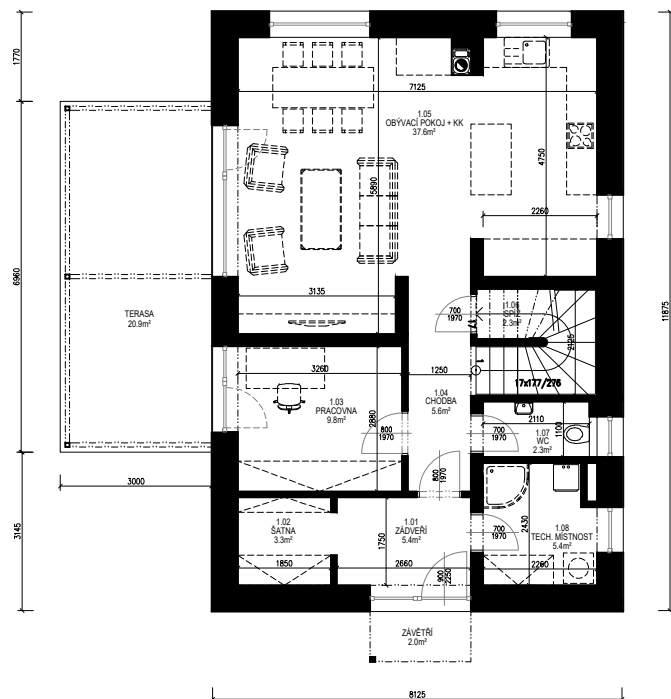 1770
7125
1.05
OBÝVACÍ POKOJ + KK
37.6m²
4750
5890
2260
6960
3135
TERASA
20.9m²
700
1970
1.06
SPÍŽ
2.3m²
17
2125
11875
3260
1250
1
17x177/276
1.03
PRACOVNA
9.8m²
2880
1.04
CHODBA
5.6m²
800
1970
700
1970
2110
1100
1.07
WC
2.3m²
800
1970
3000
3145
1.02
ŠATNA
3.3m²
1750
1.01
ZÁDVEŘÍ
5.4m²
700
1970
2430
1.08
TECH. MÍSTNOST
5.4m²
1850
2660
900
2250
2260
ZÁVĚTŘÍ
2.0m²
8125